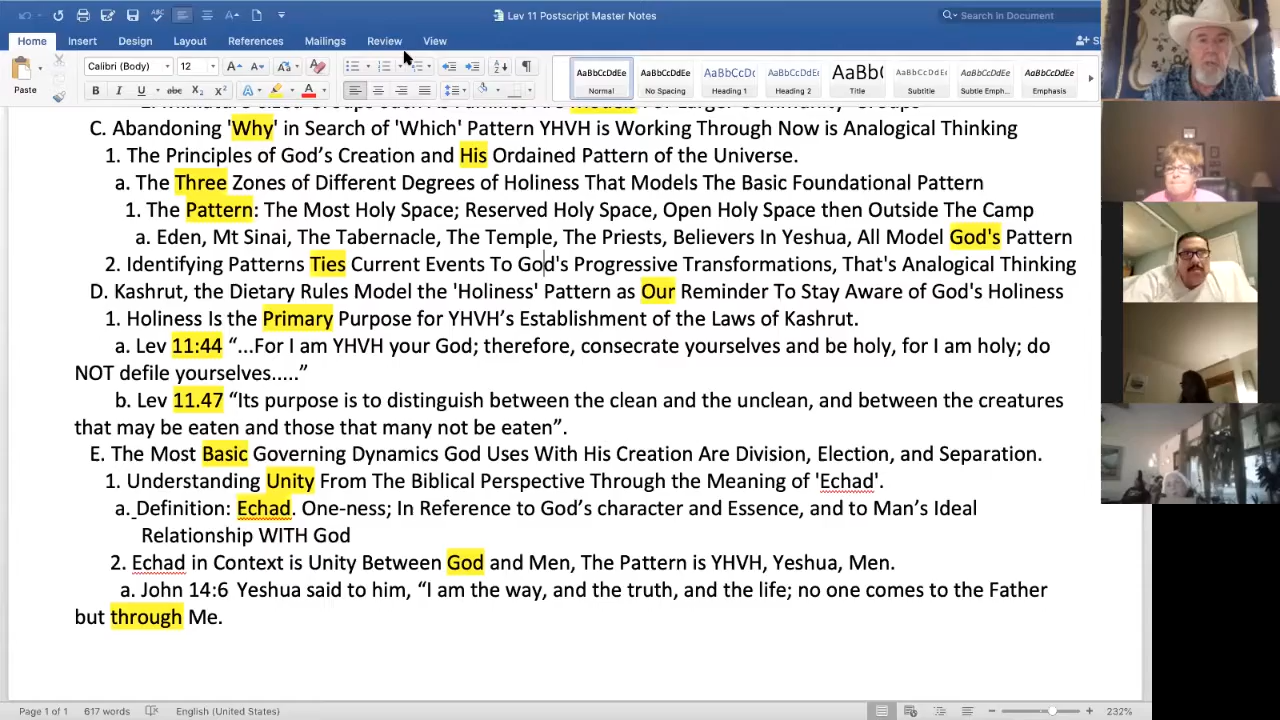 Lev 11 Postscript Master Notes
Search in Document
Home Insert Design Layout References Mailings Review View
Paste
Calibri (Body) 12
AaBbCcDdEe AaBbCcDdEe AaBbCcDc AaBbCcDdEe AaBb( AaBbCcDdEe AaBbCcDdEe AaBbCcDdEe
Normal No Spacing Heading 1 Heading 2 Title Subtitle Subtle Emph... Emphasis
C. Abandoning 'Why' in Search of 'Which' Pattern YHVH is Working Through Now is Analogical Thinking
1. The Principles of God’s Creation and His Ordained Pattern of the Universe.
a. The Three Zones of Different Degrees of Holiness That Models The Basic Foundational Pattern
1. The Pattern: The Most Holy Space; Reserved Holy Space, Open Holy Space then Outside The Camp
a. Eden, Mt Sinai, The Tabernacle, The Temple, The Priests, Believers In Yeshua, All Model God's Pattern
2. Identifying Patterns Ties Current Events To God's Progressive Transformations, That's Analogical Thinking
D. Kashrut, the Dietary Rules Model the 'Holiness' Pattern as Our Reminder To Stay Aware of God's Holiness
1. Holiness Is the Primary Purpose for YHVH’s Establishment of the Laws of Kashrut.
a. Lev 11:44 “...For I am YHVH your God; therefore, consecrate yourselves and be holy, for I am holy; do
NOT defile yourselves.....”
b. Lev 11.47 “Its purpose is to distinguish between the clean and the unclean, and between the creatures
that may be eaten and those that many not be eaten”.
E. The Most Basic Governing Dynamics God Uses With His Creation Are Division, Election, and Separation.
1. Understanding Unity From The Biblical Perspective Through the Meaning of 'Echad'.
a. Definition: Echad. One-ness; In Reference to God’s character and Essence, and to Man’s Ideal
Relationship WITH God
2. Echad in Context is Unity Between God and Men, The Pattern is YHVH, Yeshua, Men.
a. John 14:6 Yeshua said to him, “I am the way, and the truth, and the life; no one comes to the Father
but through Me.
Page 1 of 1 617 words English (United States) 232%